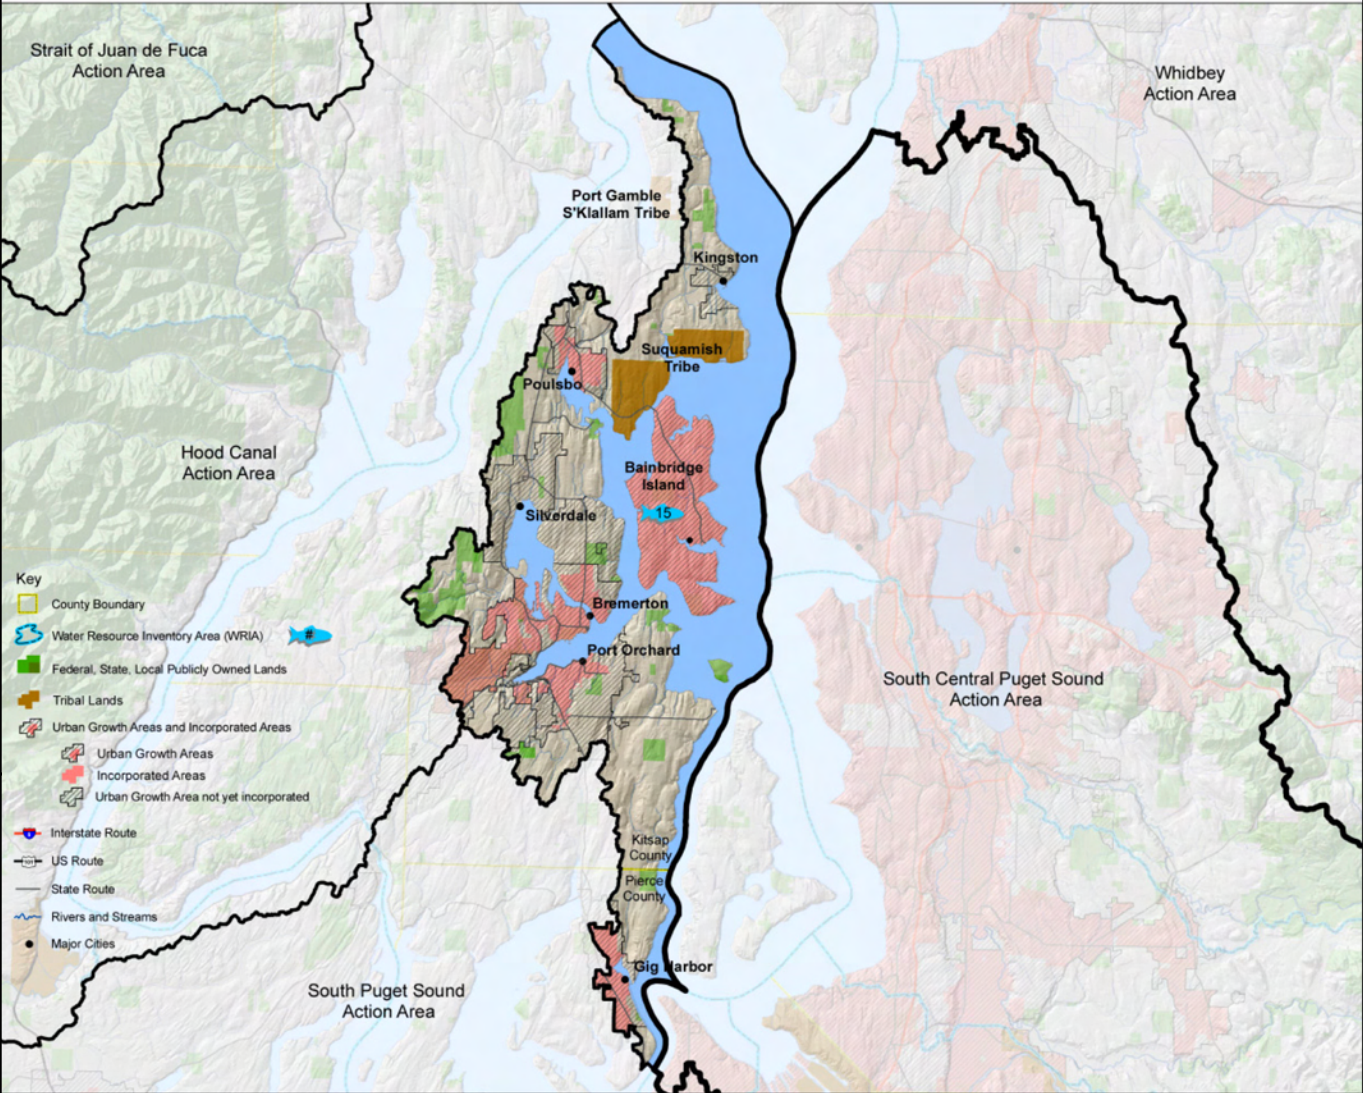 Strait of Juan de Fuca
Action Area
Whidbey
Action Area
Port Gamble
S'Klallam Tribe
Kingston
Suquamish
Tribe
Poulsbo
Hood Canal
Action Area
Bainbridge
Island
15
Silverdale
Bremerton
Port Orchard
South Central Puget Sound
Action Area
Kitsap
County
Pierce
County
Gig Harbor
South Puget Sound
Action Area
Key
County Boundary
Water Resource Inventory Area (WRIA)
#
Federal, State, Local Publicly Owned Lands
Tribal Lands
Urban Growth Areas and Incorporated Areas
Urban Growth Areas
Incorporated Areas
Urban Growth Area not yet incorporated
Interstate Route
US Route
State Route
Rivers and Streams
Major Cities